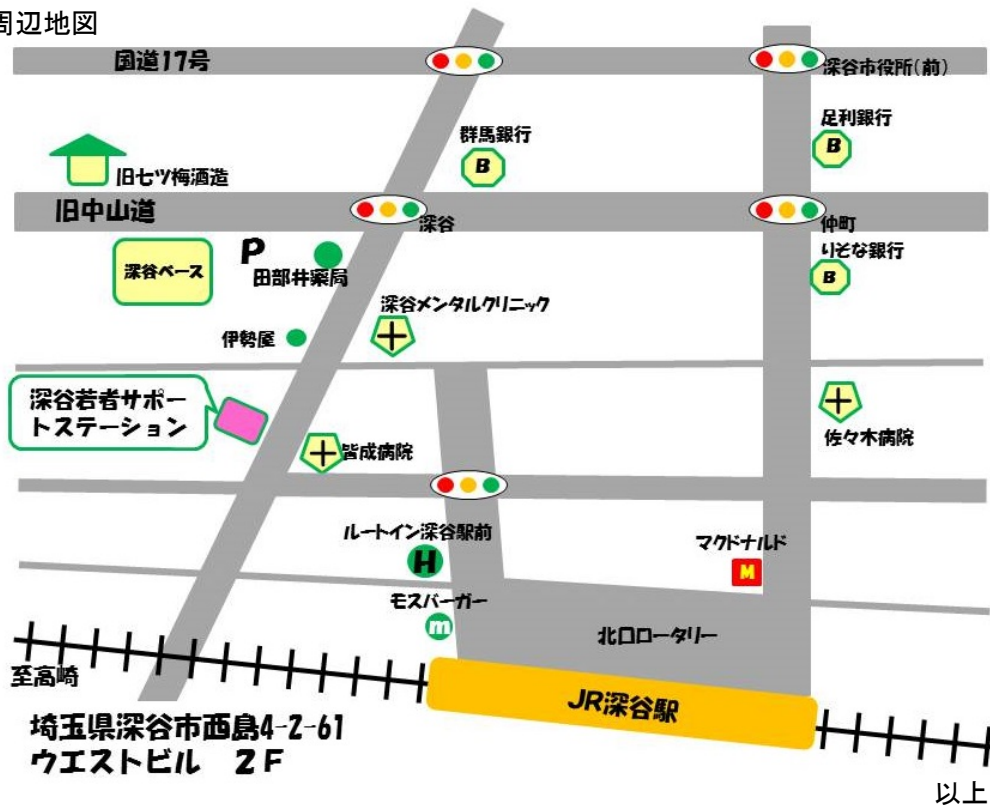 周辺地図
国道17号
深谷市役所(前)
足利銀行
B
群馬銀行
B
旧七ツ梅酒造
旧中山道
深谷
仲町
りそな銀行
B
深谷ベース
P
田部井薬局
深谷メンタルクリニック
伊勢屋
深谷若者サポー
トステーション
皆成病院
佐々木病院
ルートイン深谷駅前
H
マクドナルド
M
モスバーガー
m
北口ロータリー
至高崎
JR深谷駅
埼玉県深谷市西島4-2-61
ウエストビル 2F
以上